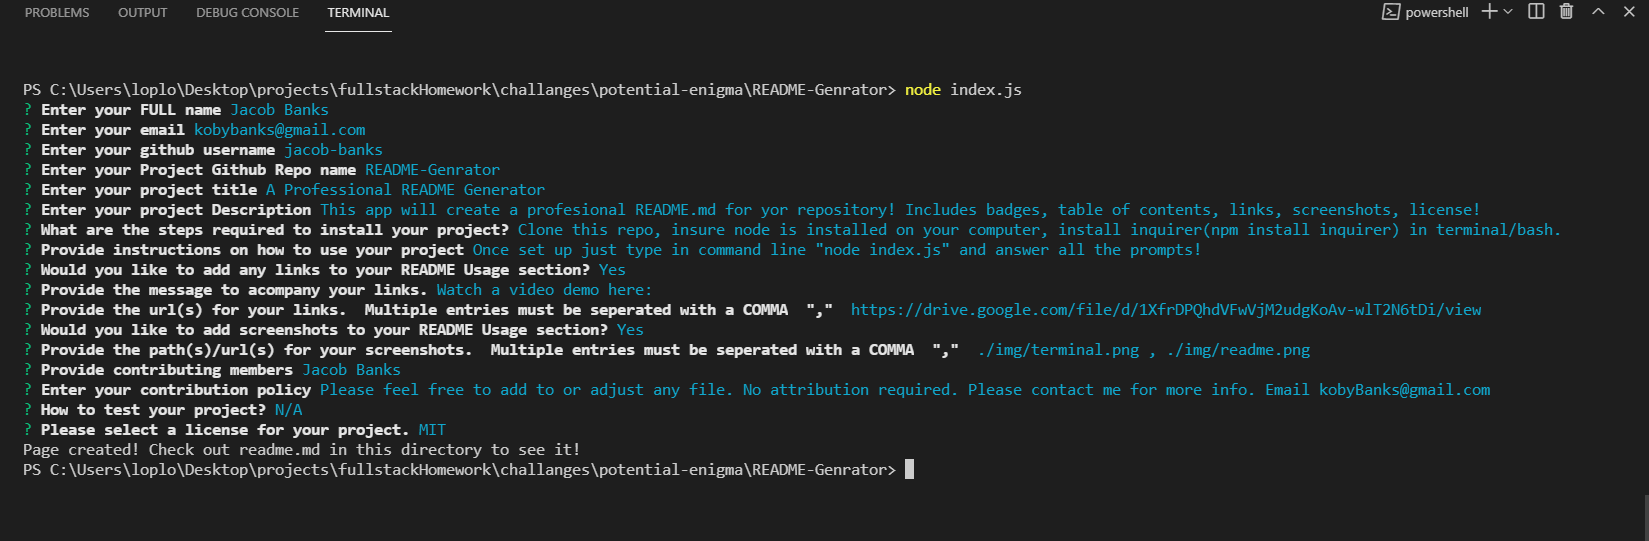 PROBLEMS OUTPUT DEBUG CONSOLE TERMINAL powershell
PS C:\Users\loplo\Desktop\projects\fullstackHomework\challanges\potential-enigma\README-Genrator> node index.js
? Enter your FULL name Jacob Banks
? Enter your email kobybanks@gmail.com
? Enter your github username jacob-banks
? Enter your Project Github Repo name README-Genrator
? Enter your project title A Professional README Generator
? Enter your project Description This app will create a profesional README.md for yor repository! Includes badges, table of contents, links, screenshots, license!
? What are the steps required to install your project? Clone this repo, insure node is installed on your computer, install inquirer(npm install inquirer) in terminal/bash.
? Provide instructions on how to use your project Once set up just type in command line "node index.js" and answer all the prompts!
? Would you like to add any links to your README Usage section? Yes
? Provide the message to acompany your links. Watch a video demo here:
? Provide the url(s) for your links.  Multiple entries must be seperated with a COMMA  ","  https://drive.google.com/file/d/1XfrDPQhdVFwVjM2udgKoAv-wlT2N6tDi/view
? Would you like to add screenshots to your README Usage section? Yes
? Provide the path(s)/url(s) for your screenshots.  Multiple entries must be seperated with a COMMA  ","  ./img/terminal.png , ./img/readme.png
? Provide contributing members Jacob Banks
? Enter your contribution policy Please feel free to add to or adjust any file. No attribution required. Please contact me for more info. Email kobyBanks@gmail.com
? How to test your project? N/A
? Please select a license for your project. MIT
Page created! Check out readme.md in this directory to see it!
PS C:\Users\loplo\Desktop\projects\fullstackHomework\challanges\potential-enigma\README-Genrator>